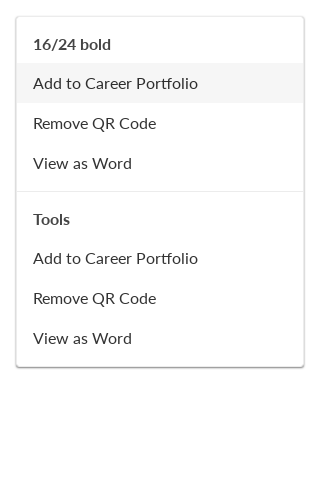 16/24 bold
Add to Career Portfolio
Remove QR Code
View as Word
Tools
Add to Career Portfolio
Remove QR Code
View as Word